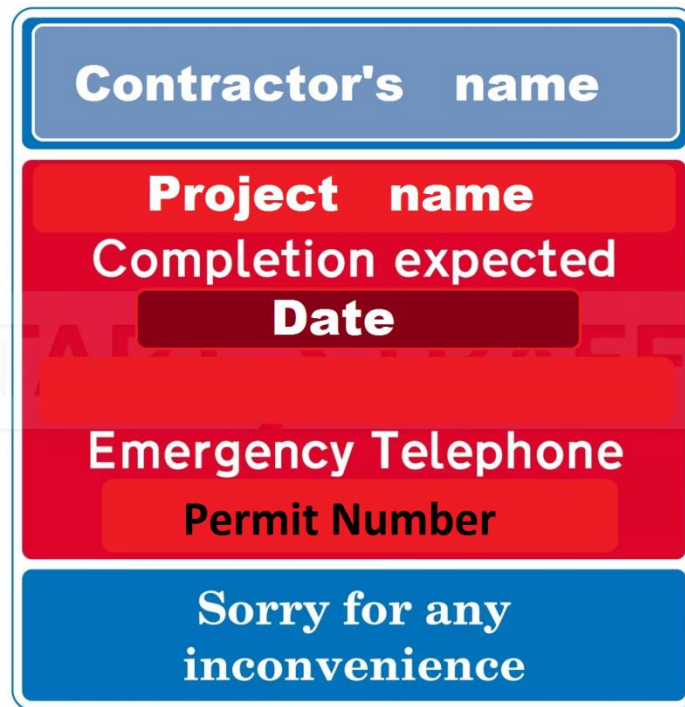 Contractor's name
Project name
Completion expected
Date
Emergency Telephone
Permit Number
Sorry for any
inconvenience